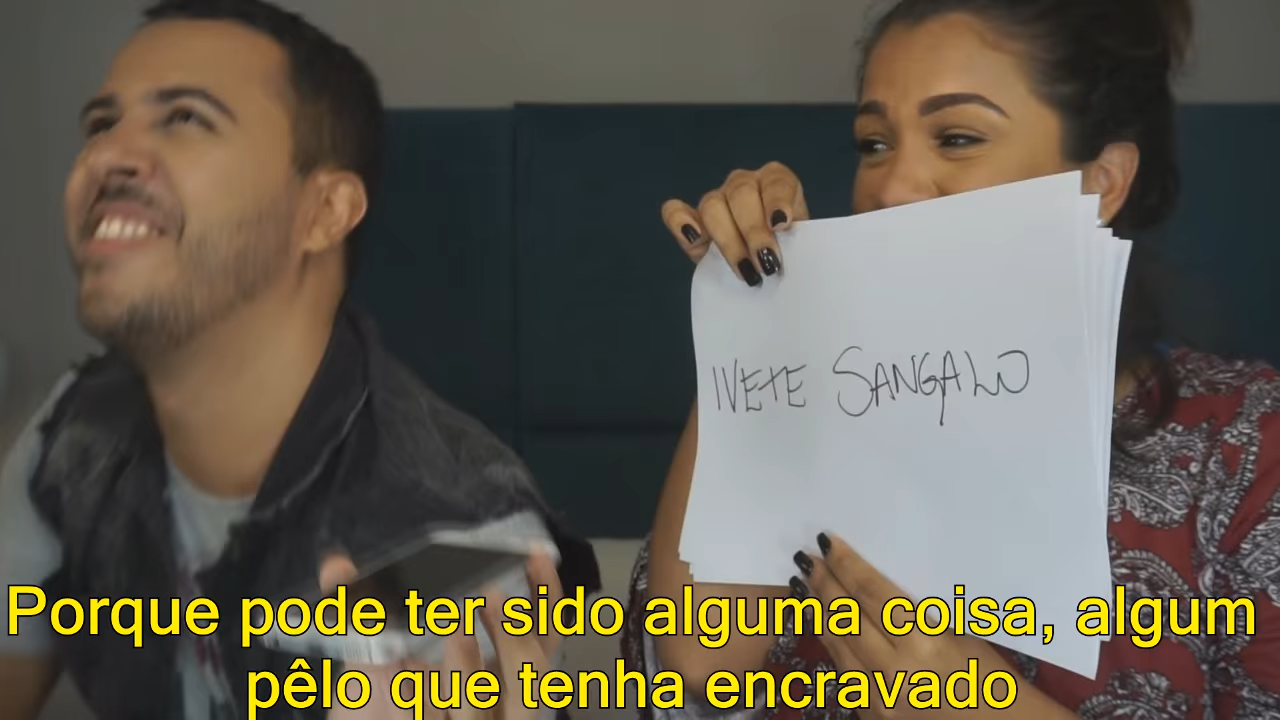 IVETE SANGALO
Porque pode ter sido alguma coisa, algum
pêlo que tenha encravado